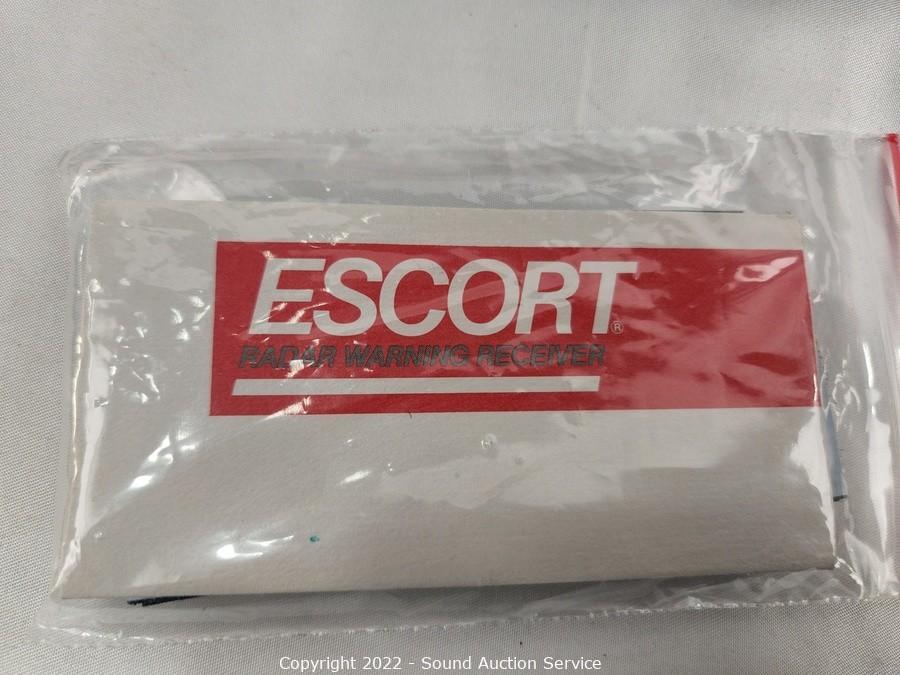 ESCORT®
RADAR WARNING RECEIVER
Copyright 2022 - Sound Auction Service